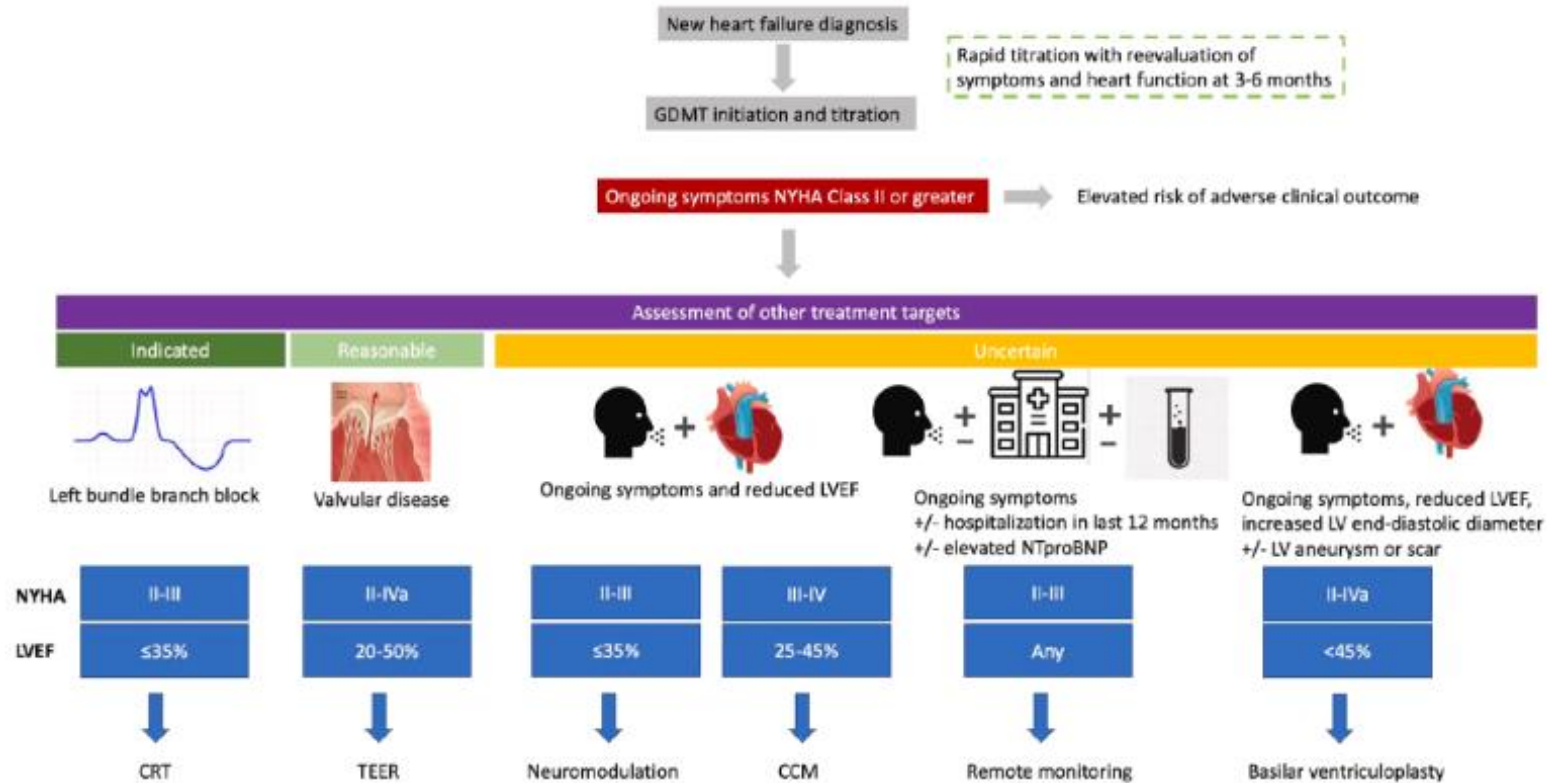 New heart failure diagnosis
Rapid titration with reevaluation of
symptoms and heart function at 3-6 months
GDMT initiation and titration
Ongoing symptoms NYHA Class II or greater
Elevated risk of adverse clinical outcome
Assessment of other treatment targets
Indicated
Reasonable
Uncertain
Left bundle branch block
Valvular disease
Ongoing symptoms and reduced LVEF
Ongoing symptoms
+/- hospitalization in last 12 months
+/- elevated NTproBNP
Ongoing symptoms, reduced LVEF,
increased LV end-diastolic diameter
+/- LV aneurysm or scar
NYHA
II-III
II-IVa
II-III
III-IV
II-III
II-IVa
LVEF
≤35%
20-50%
≤35%
25-45%
Any
<45%
CRT
TEER
Neuromodulation
CCM
Remote monitoring
Basilar ventriculoplasty